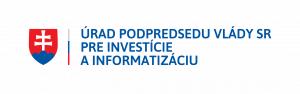 ÚRAD PODPREDSEDU VLÁDY SR
PRE INVESTÍCIE
A INFORMATIZÁCIU